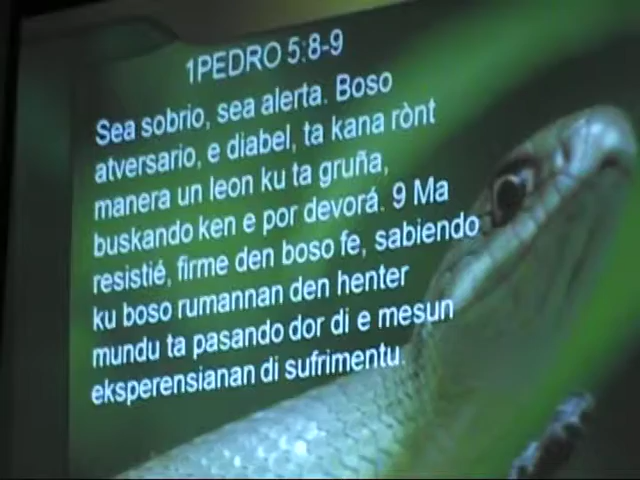 1PEDRO 5:8-9
Sea sobrio, sea alerta. Boso
atversario, e diabel, ta kana rònt
manera un leon ku ta gruña,
buskando ken e por devorá. 9 Ma
resistié, firme den boso fe, sabiendo
ku boso rumannan den henter
mundu ta pasando dor di e mesun
eksperensianan di sufrimentu.